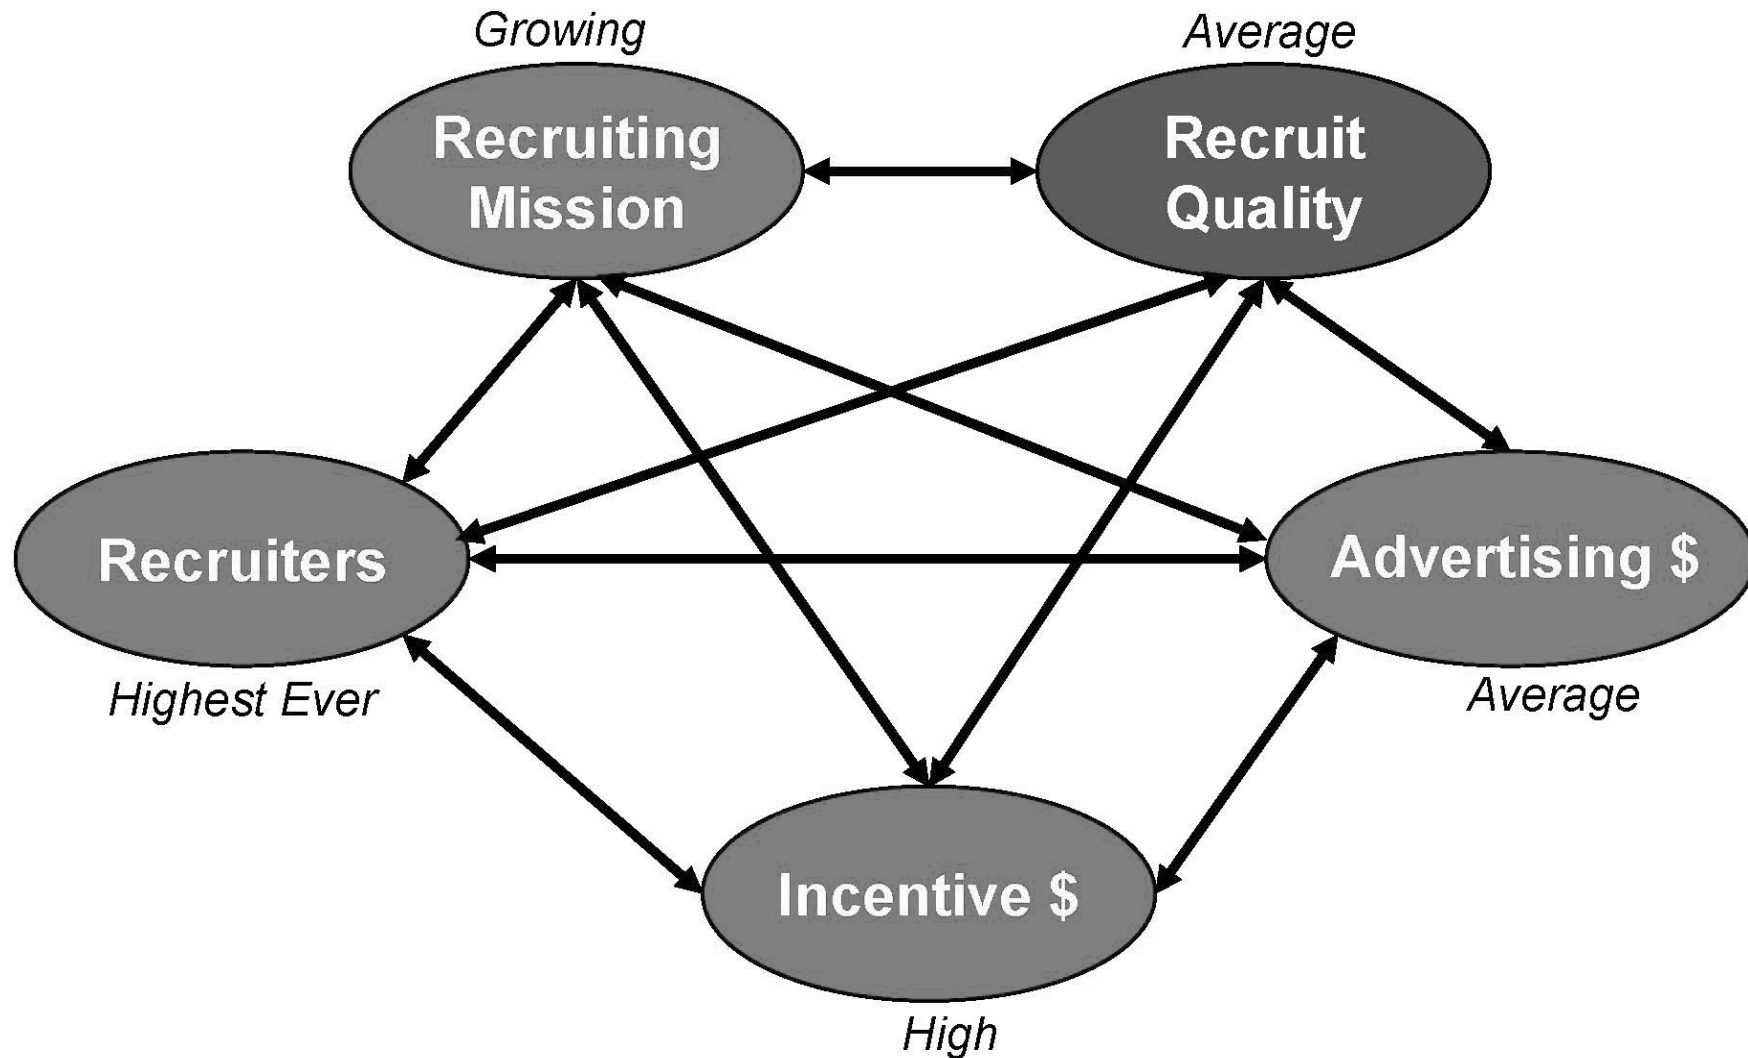 Growing
Average
Recruiting
Mission
Recruit
Quality
Recruiters
Advertising $
Highest Ever
Average
Incentive $
High